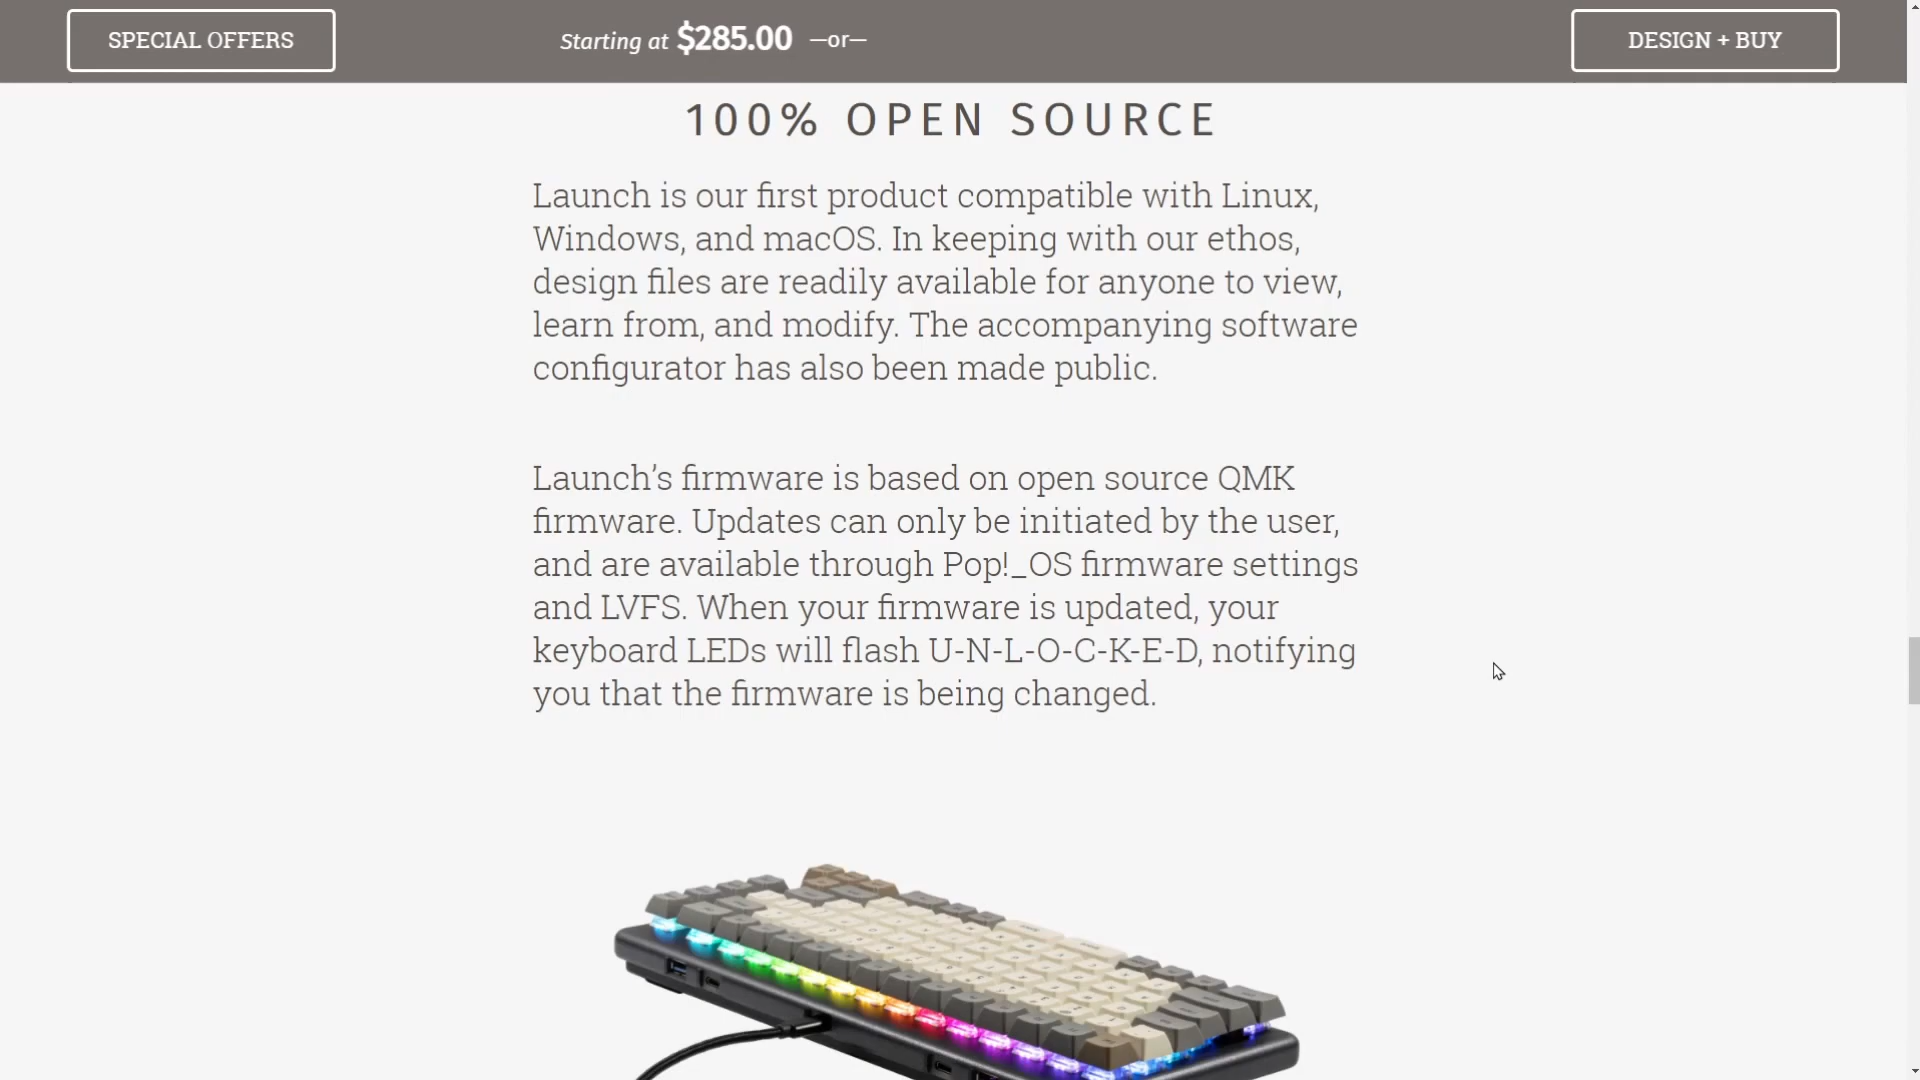 SPECIAL OFFERS
Starting at $285.00 —or—
DESIGN + BUY
100% OPEN SOURCE
Launch is our first product compatible with Linux,
Windows, and macOS. In keeping with our ethos,
design files are readily available for anyone to view,
learn from, and modify. The accompanying software
configurator has also been made public.
Launch’s firmware is based on open source QMK
firmware. Updates can only be initiated by the user,
and are available through Pop!_OS firmware settings
and LVFS. When your firmware is updated, your
keyboard LEDs will flash U-N-L-O-C-K-E-D, notifying
you that the firmware is being changed.